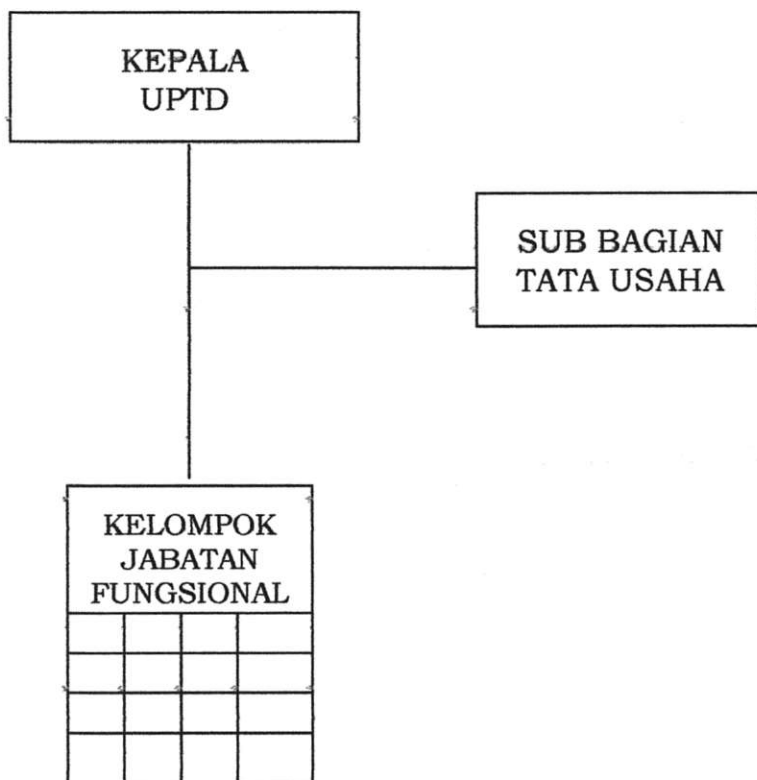 KEPALA
UPTD
SUB BAGIAN
TATA USAHA
KELOMPOK
JABATAN
FUNGSIONAL